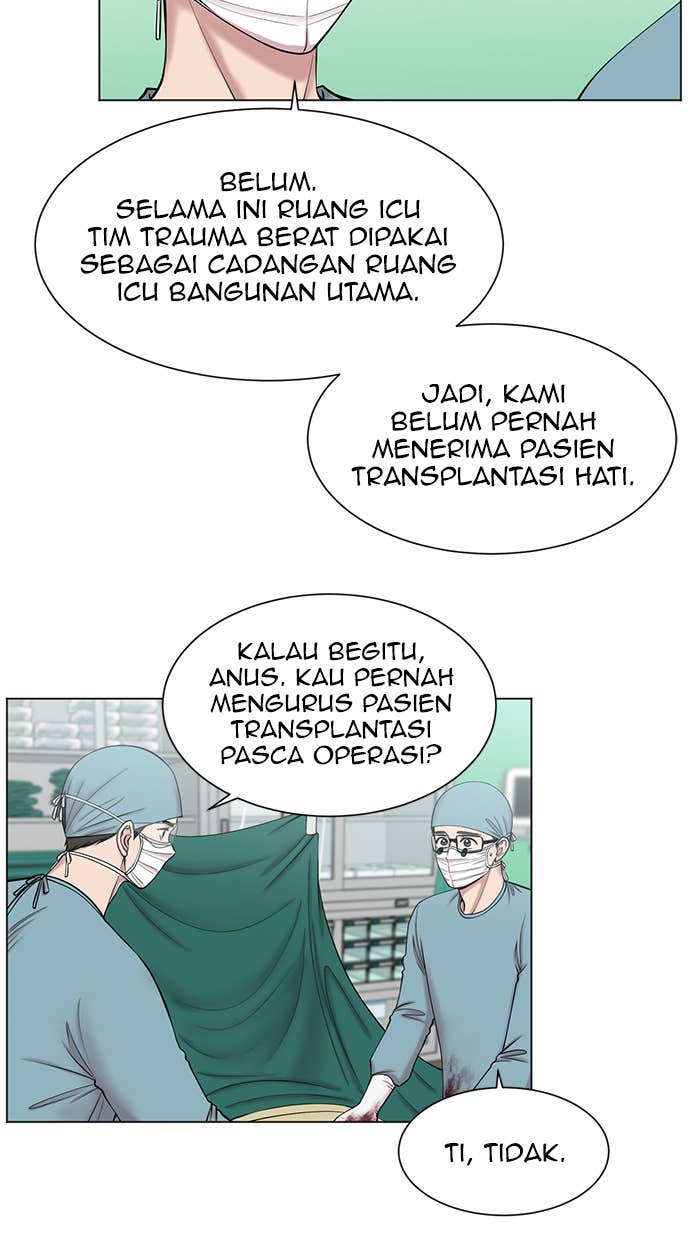 BELUM.
SELAMA INI RUANG ICU
TIM TRAUMA BERAT DIPAKAI
SEBAGAI CADANGAN RUANG
ICU BANGUNAN UTAMA.
JADI, KAMI
BELUM PERNAH
MENERIMA PASIEN
TRANSPLANTASI HATI.
KALAU BEGITU,
ANUS. KAU PERNAH
MENGURUS PASIEN
TRANSPLANTASI
PASCA OPERASI?
TI, TIDAK.